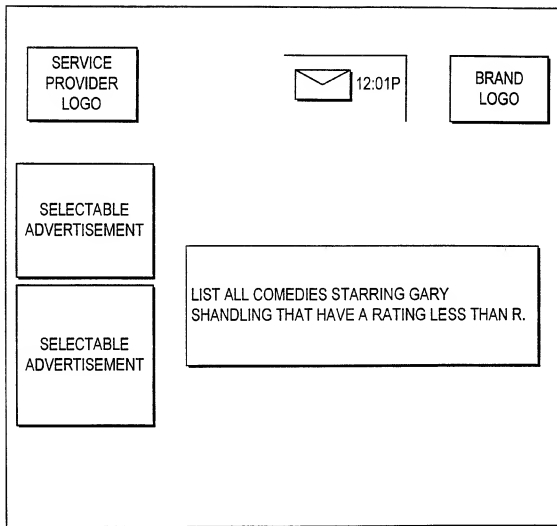 SERVICE
PROVIDER
LOGO
12:01P
BRAND
LOGO
SELECTABLE
ADVERTISEMENT
LIST ALL COMEDIES STARRING GARY
SHANDLING THAT HAVE A RATING LESS THAN R.
SELECTABLE
ADVERTISEMENT